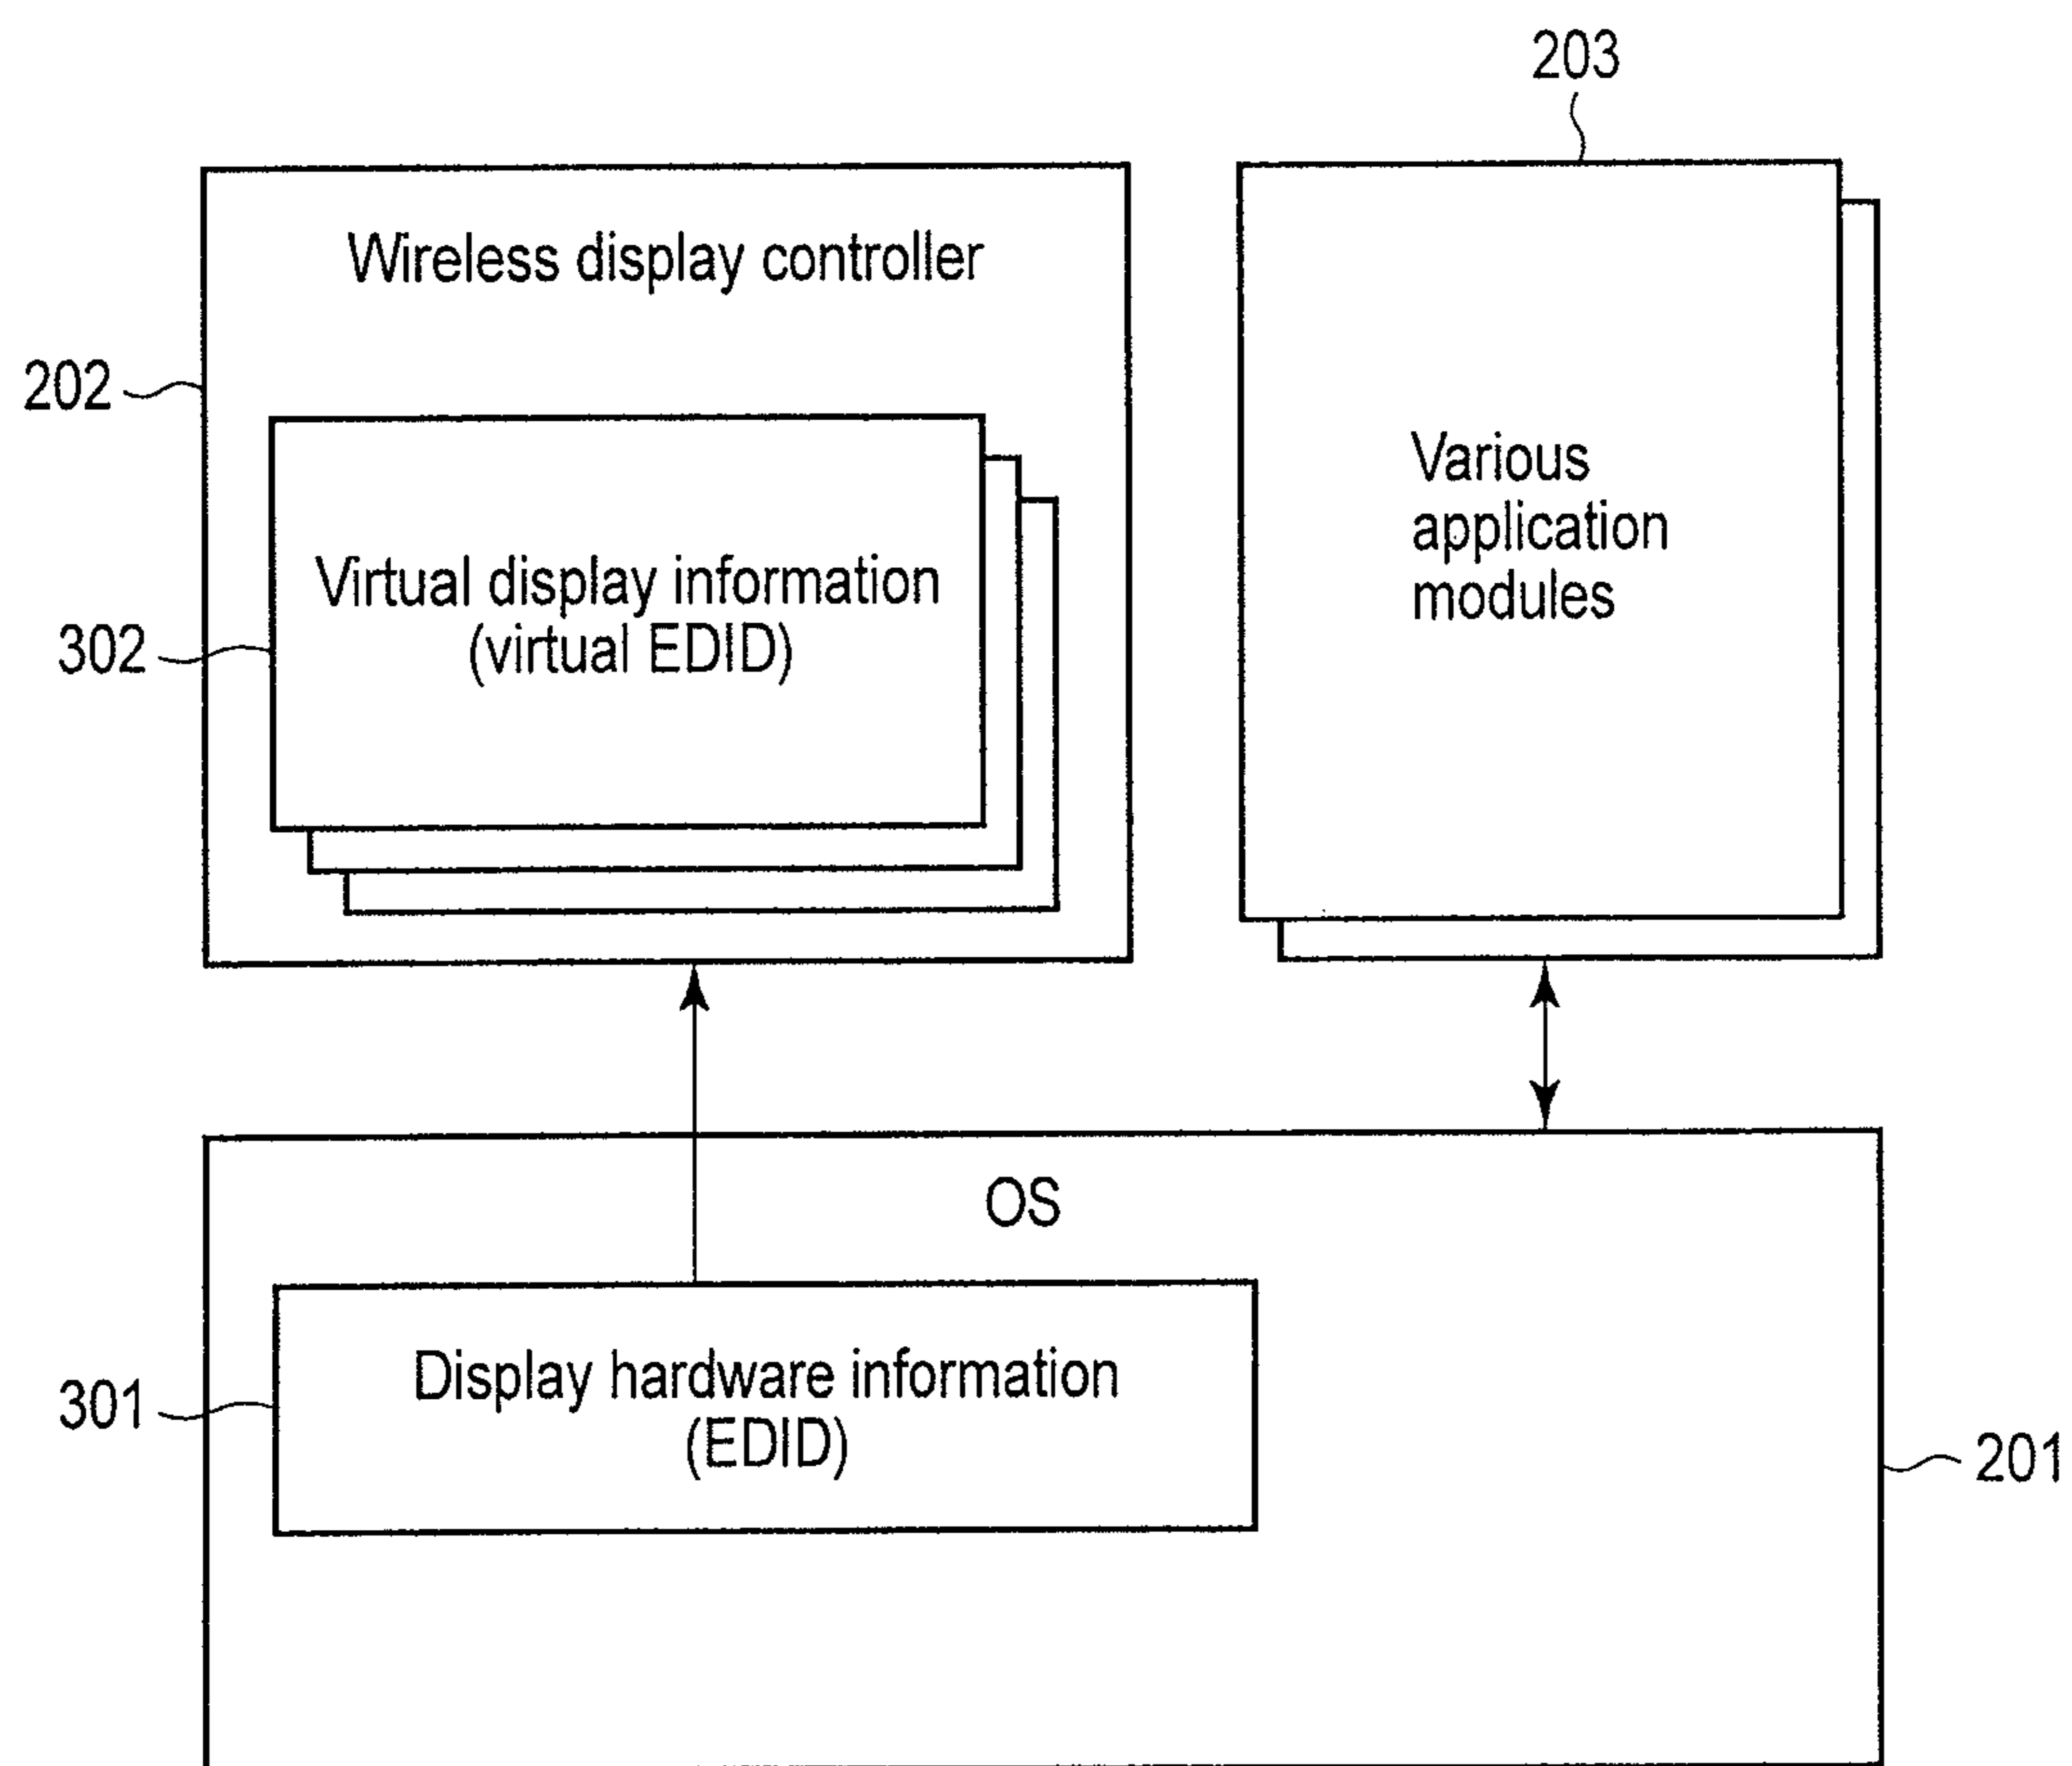 203
Wireless display controller
202
Various
application
modules
Virtual display information
(virtual EDID)
302
OS
Display hardware information
(EDID)
301
201